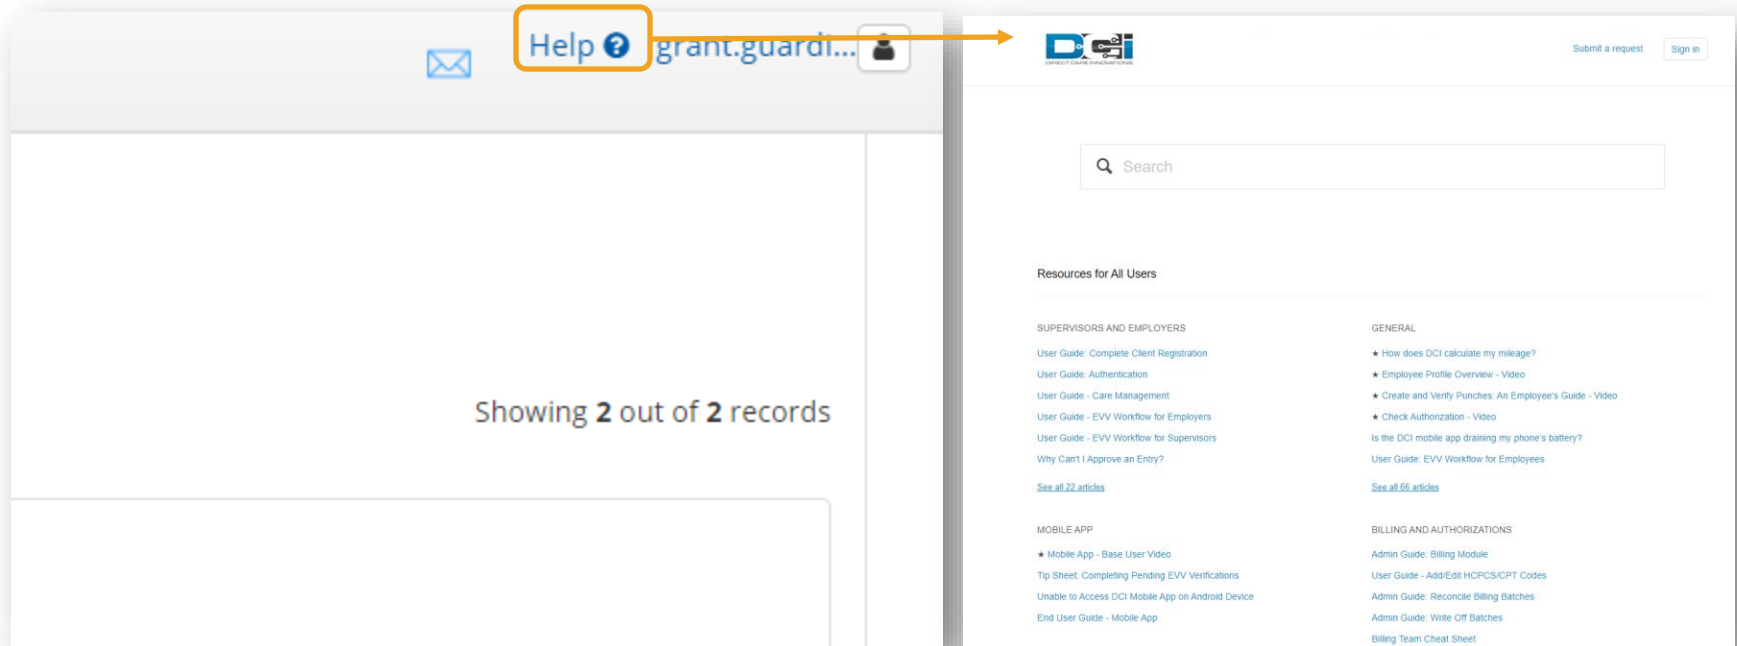 Help
grant.guardi...
Showing 2 out of 2 records
DCI
DIRECT CARE INNOVATIONS
Submit a request
Sign in
Search
Resources for All Users
SUPERVISORS AND EMPLOYERS
User Guide: Complete Client Registration
User Guide: Authentication
User Guide - Care Management
User Guide - EVV Workflow for Employers
User Guide - EVV Workflow for Supervisors
Why Can't I Approve an Entry?
See all 22 articles
GENERAL
★ How does DCI calculate my mileage?
★ Employee Profile Overview - Video
★ Create and Verify Punches: An Employee's Guide - Video
★ Check Authorization - Video
Is the DCI mobile app draining my phone's battery?
User Guide: EVV Workflow for Employees
See all 66 articles
MOBILE APP
★ Mobile App - Base User Video
Tip Sheet: Completing Pending EVV Verifications
Unable to Access DCI Mobile App on Android Device
End User Guide - Mobile App
BILLING AND AUTHORIZATIONS
Admin Guide: Billing Module
User Guide - Add/Edit HCPCS/CPT Codes
Admin Guide: Reconcile Billing Batches
Admin Guide: Write Off Batches
Billing Team Cheat Sheet